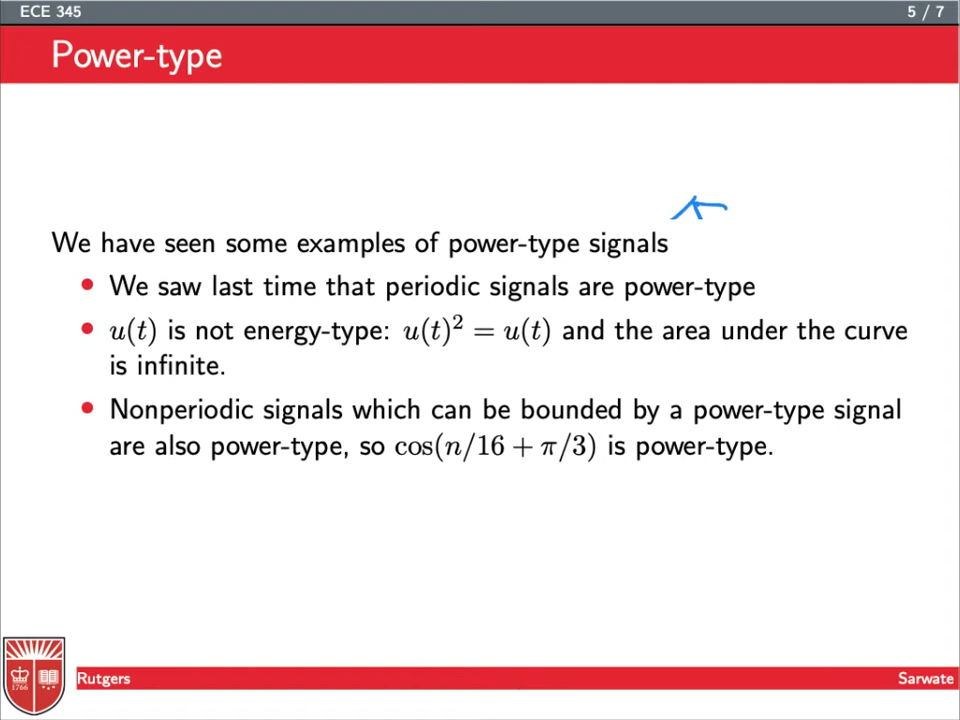 ECE 345
5 / 7
Power-type
We have seen some examples of power-type signals
• We saw last time that periodic signals are power-type
• u(t) is not energy-type: u(t)² = u(t) and the area under the curve
is infinite.
• Nonperiodic signals which can be bounded by a power-type signal
are also power-type, so cos(n/16 + π/3) is power-type.
1766
Rutgers
Sarwate